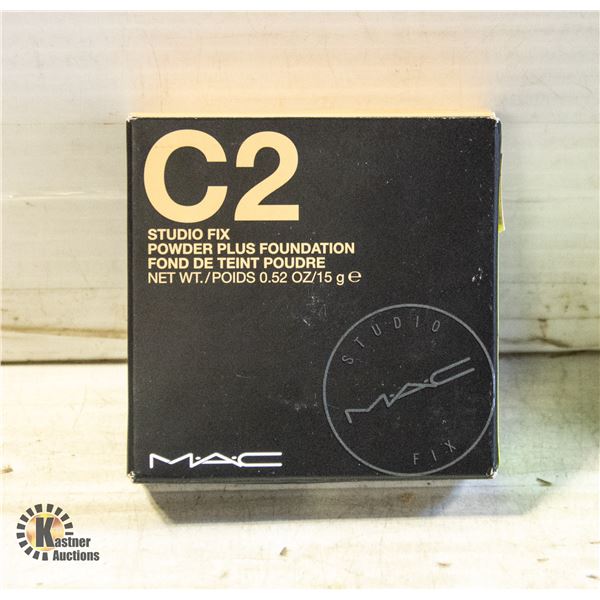 C2
STUDIO FIX
POWDER PLUS FOUNDATION
FOND DE TEINT POUDRE
NET WT./POIDS 0.52 OZ/15 g ℮
STUDIO
M·A·C
FIX
M·A·C
Kastner
Auctions